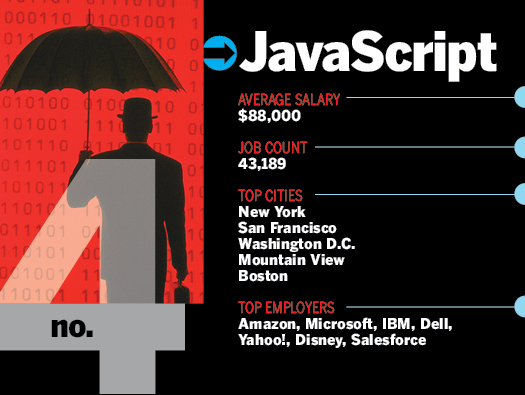 JavaScript
AVERAGE SALARY
$88,000
JOB COUNT
43,189
TOP CITIES
New York
San Francisco
Washington D.C.
Mountain View
Boston
TOP EMPLOYERS
Amazon, Microsoft, IBM, Dell,
Yahoo!, Disney, Salesforce
no.
4